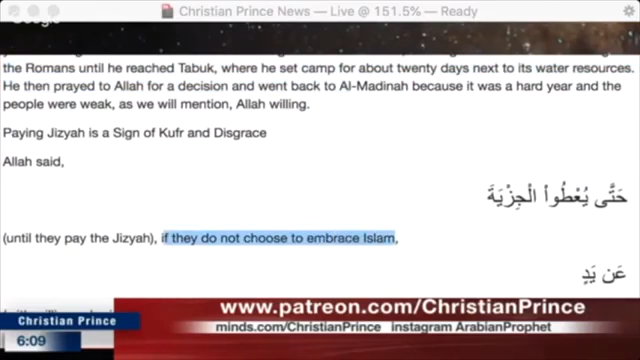 Christian Prince News — Live @ 151.5% — Ready
the Romans until he reached Tabuk, where he set camp for about twenty days next to its water resources.
He then prayed to Allah for a decision and went back to Al-Madinah because it was a hard year and the
people were weak, as we will mention, Allah willing.
Paying Jizyah is a Sign of Kufr and Disgrace
Allah said,
حَتَّى يُعْطُواْ الْجِزْيَةَ
(until they pay the Jizyah), if they do not choose to embrace Islam,
عَن يَدٍ
www.patreon.com/ChristianPrince
minds.com/ChristianPrince instagram ArabianProphet
Christian Prince
6:09